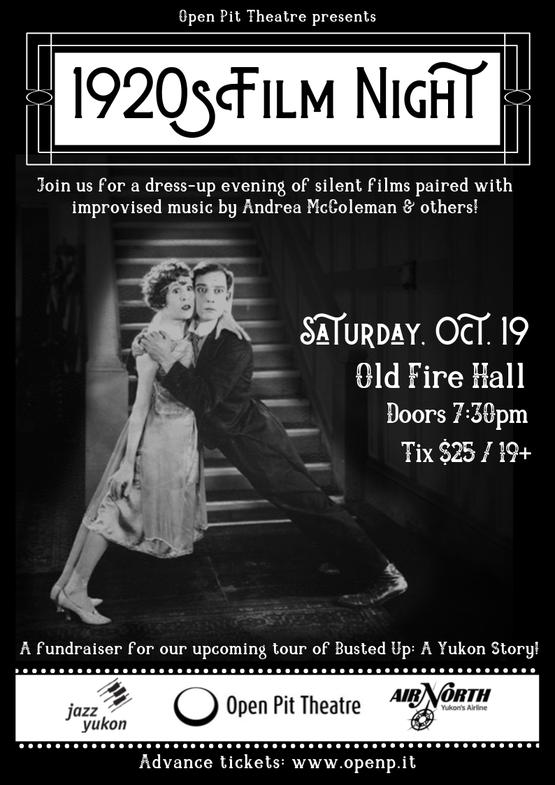 Open Pit Theatre presents
1920s Film Night
Join us for a dress-up evening of silent films paired with
improvised music by Andrea McColeman & others!
Saturday, Oct. 19
Old Fire Hall
Doors 7:30pm
Tix $25 / 19+
A fundraiser for our upcoming tour of Busted Up: A Yukon Story!
jazz
yukon
Open Pit Theatre
AIR NORTH
Yukon's Airline
Advance tickets: www.openp.it